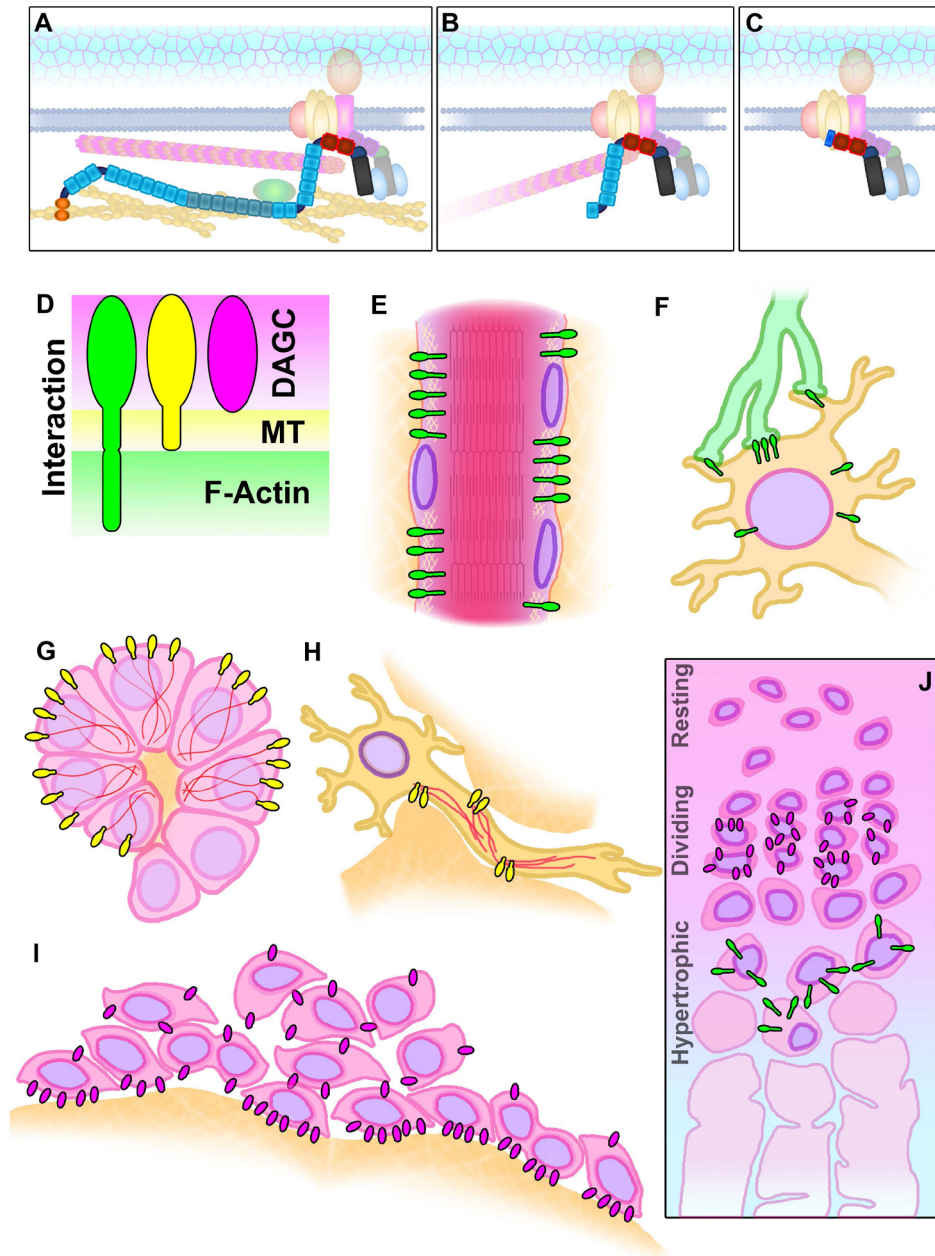 A
B
C
D
Interaction
DAGC
MT
F-Actin
E
F
G
H
I
J
Resting
Dividing
Hypertrophic